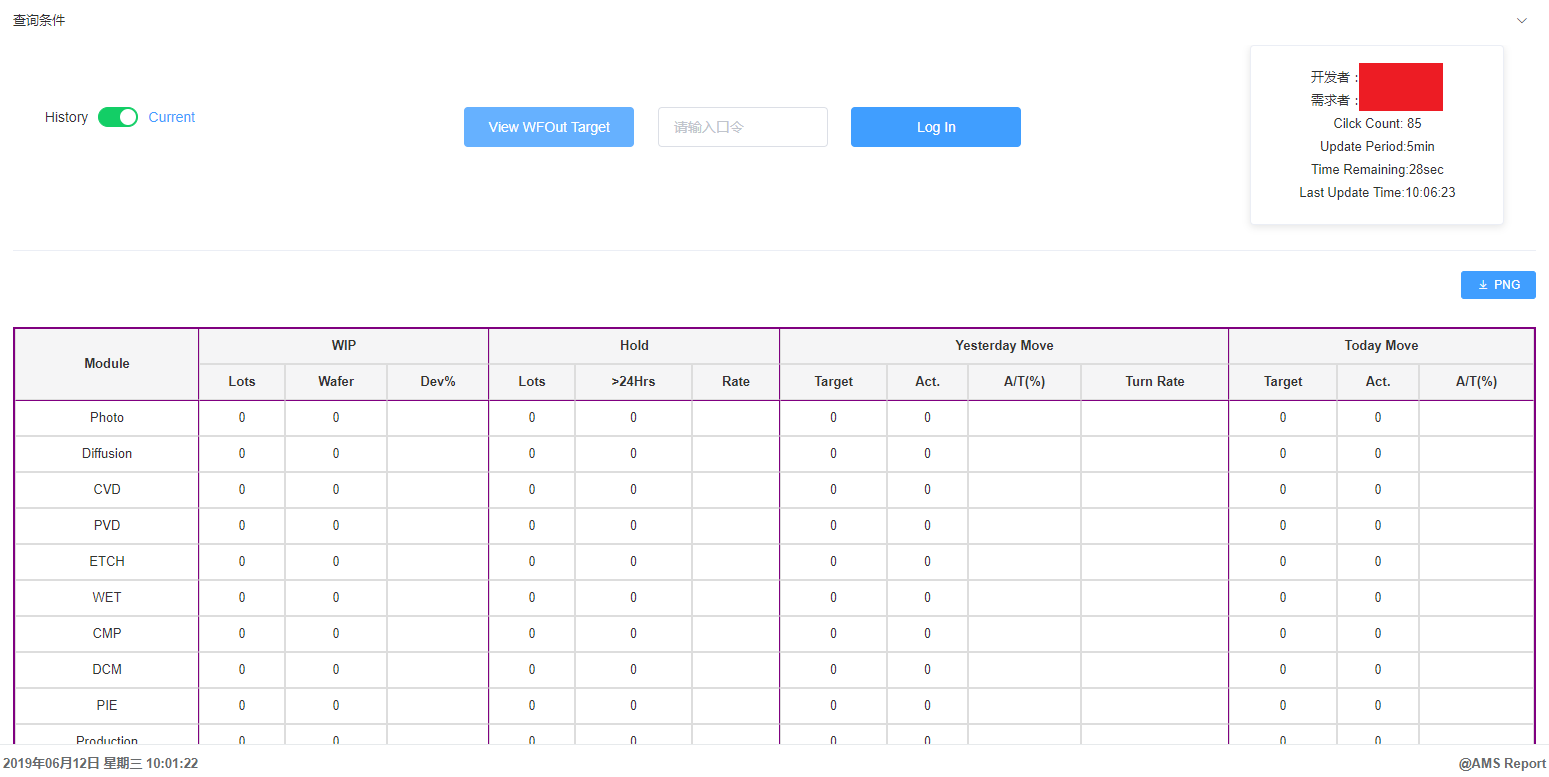 查询条件
History Current View WFOut Target 请输入口令 Log In
开发者：
需求者：
Cilck Count: 85
Update Period:5min
Time Remaining:28sec
Last Update Time:10:06:23
PNG
Module WIP Hold Yesterday Move Today Move
Lots Wafer Dev% Lots >24Hrs Rate Target Act. A/T(%) Turn Rate Target Act. A/T(%)
Photo 0 0 0 0 0 0 0 0
Diffusion 0 0 0 0 0 0 0 0
CVD 0 0 0 0 0 0 0 0
PVD 0 0 0 0 0 0 0 0
ETCH 0 0 0 0 0 0 0 0
WET 0 0 0 0 0 0 0 0
CMP 0 0 0 0 0 0 0 0
DCM 0 0 0 0 0 0 0 0
PIE 0 0 0 0 0 0 0 0
Production 0 0 0 0 0 0 0 0
2019年06月12日 星期三 10:01:22 @AMS Report